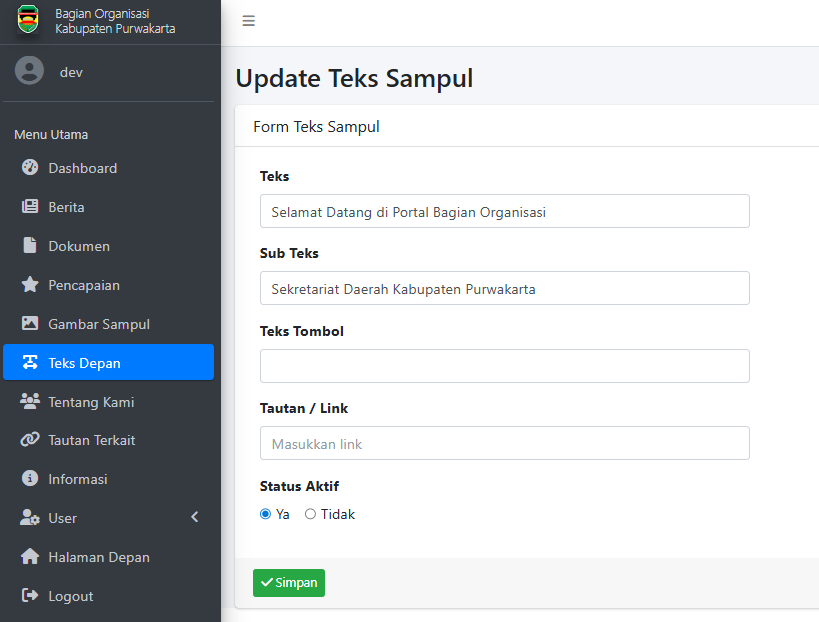 Bagian Organisasi
Kabupaten Purwakarta
dev
Menu Utama
Dashboard
Berita
Dokumen
Pencapaian
Gambar Sampul
Teks Depan
Tentang Kami
Tautan Terkait
Informasi
User
Halaman Depan
Logout
Update Teks Sampul
Form Teks Sampul
Teks
Selamat Datang di Portal Bagian Organisasi
Sub Teks
Sekretariat Daerah Kabupaten Purwakarta
Teks Tombol
Tautan / Link
Masukkan link
Status Aktif
Ya Tidak
Simpan